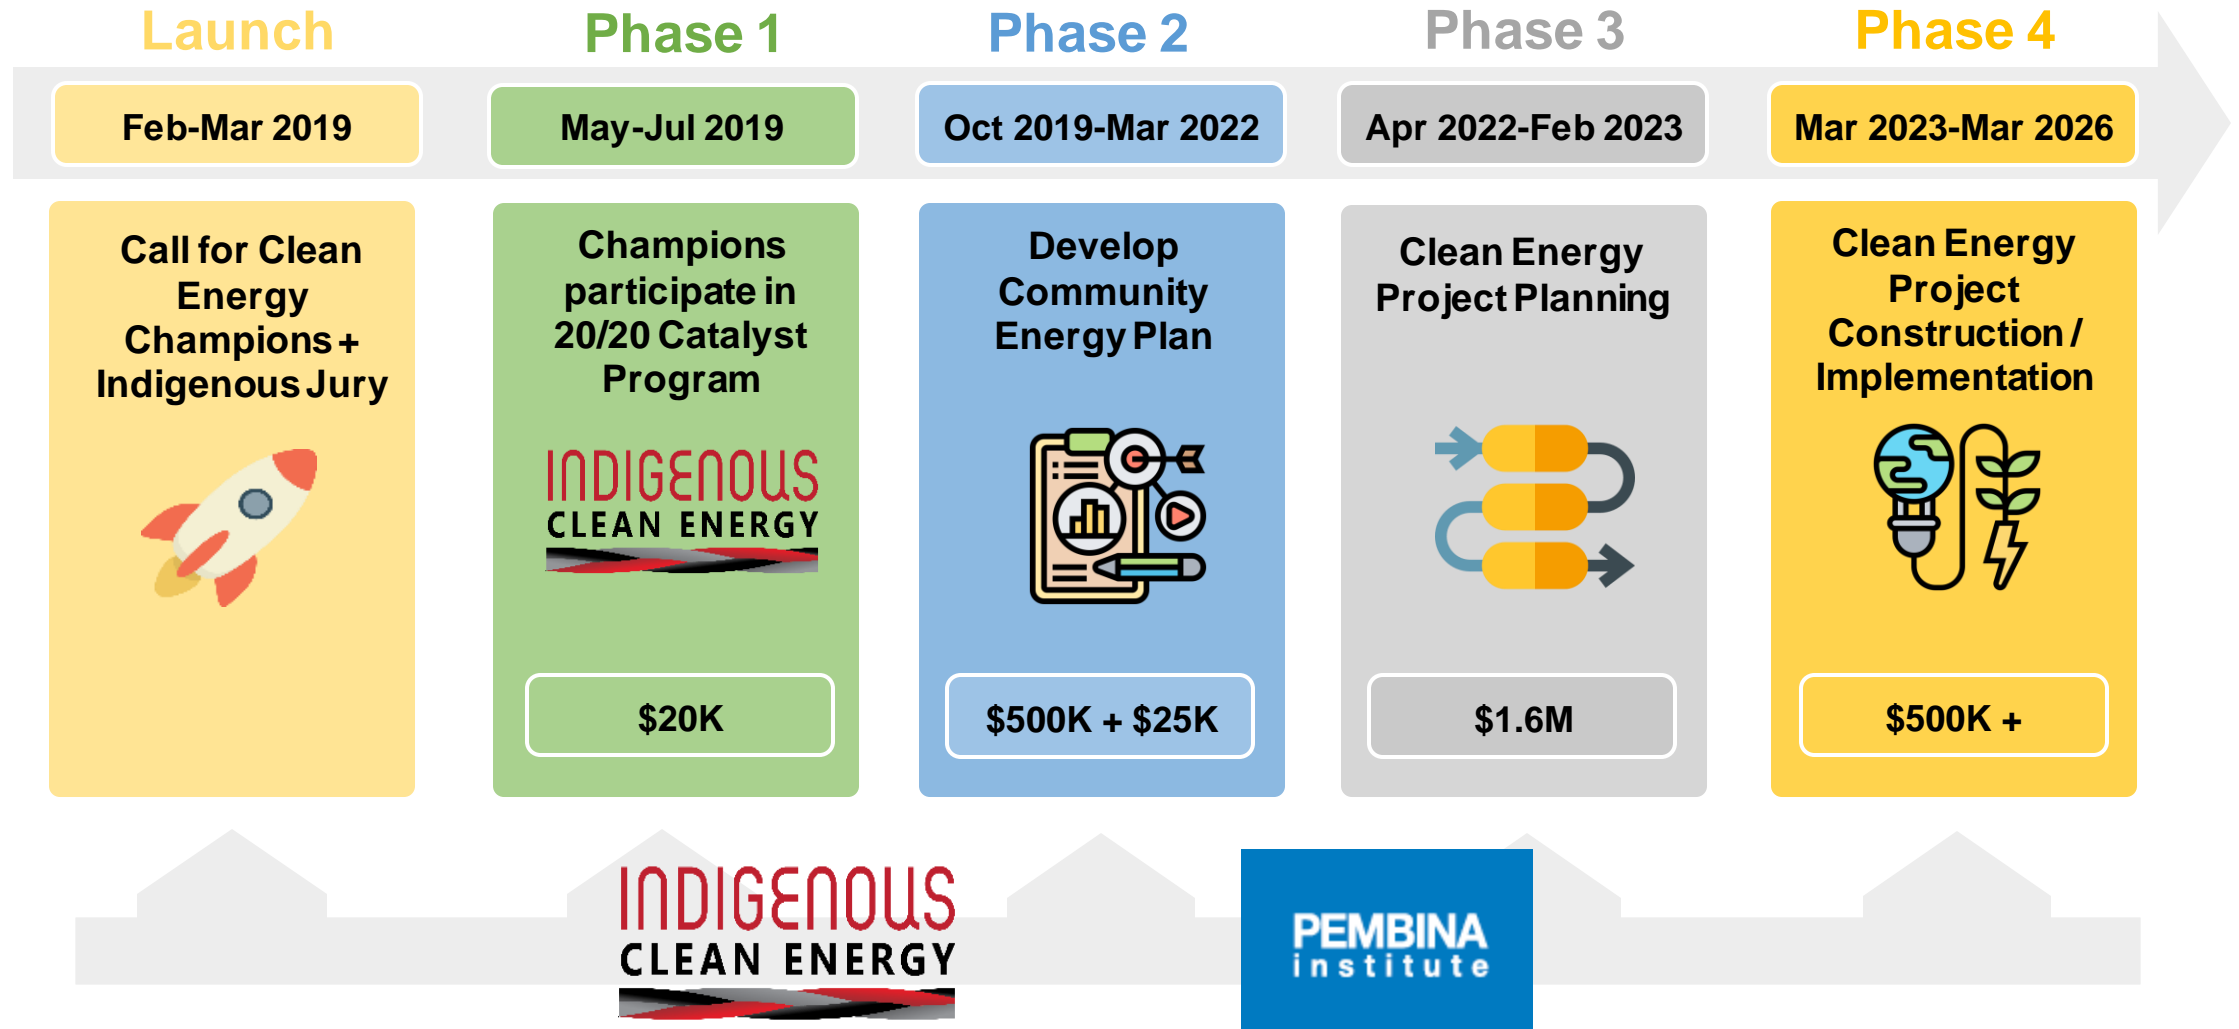 Launch
Phase 1
Phase 2
Phase 3
Phase 4
Feb-Mar 2019
May-Jul 2019
Oct 2019-Mar 2022
Apr 2022-Feb 2023
Mar 2023-Mar 2026
Call for Clean
Energy
Champions +
Indigenous Jury
Champions
participate in
20/20 Catalyst
Program
INDIGENOUS
CLEAN ENERGY
$20K
Develop
Community
Energy Plan
$500K + $25K
Clean Energy
Project Planning
$1.6M
Clean Energy
Project
Construction /
Implementation
$500K +
INDIGENOUS
CLEAN ENERGY
PEMBINA
institute